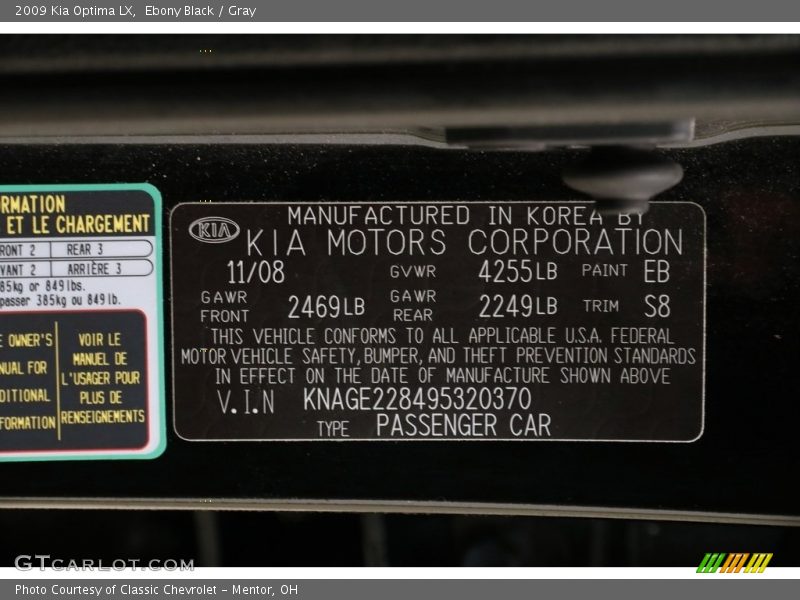 2009 Kia Optima LX, Ebony Black / Gray
RMATION
ET LE CHARGEMENT
RONT 2 REAR 3
VANT 2 ARRIÈRE 3
85kg or 849 lbs.
passer 385kg ou 849 lb.
E OWNER'S
NUAL FOR
DITIONAL
FORMATION
VOIR LE
MANUEL DE
L'USAGER POUR
PLUS DE
RENSEIGNEMENTS
MANUFACTURED IN KOREA BY
KIA KIA MOTORS CORPORATION
11/08 GVWR 4255LB PAINT EB
GAWR FRONT 2469LB GAWR REAR 2249LB TRIM S8
THIS VEHICLE CONFORMS TO ALL APPLICABLE U.S.A. FEDERAL
MOTOR VEHICLE SAFETY, BUMPER, AND THEFT PREVENTION STANDARDS
IN EFFECT ON THE DATE OF MANUFACTURE SHOWN ABOVE
V.I.N KNAGE228495320370
TYPE PASSENGER CAR
GTCARLOT.COM
Photo Courtesy of Classic Chevrolet - Mentor, OH